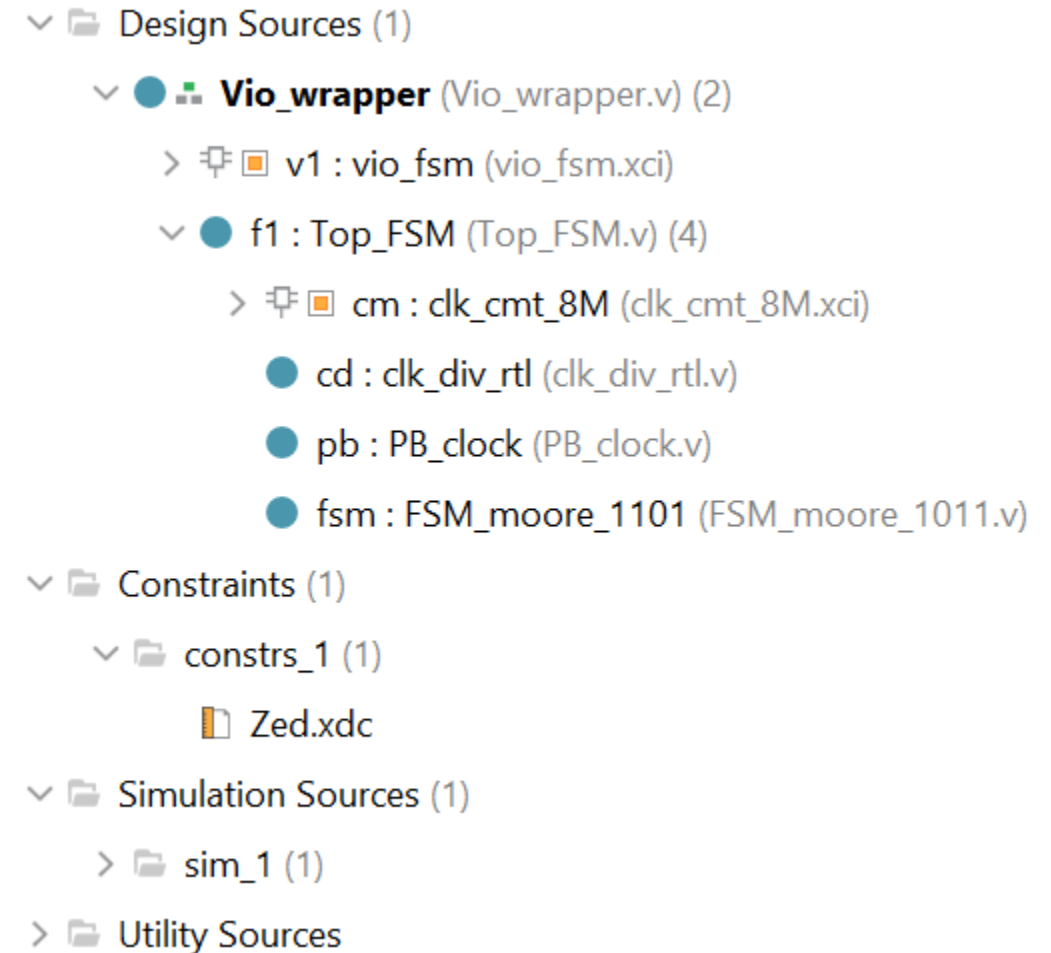 Design Sources (1)
Vio_wrapper (Vio_wrapper.v) (2)
v1 : vio_fsm (vio_fsm.xci)
f1 : Top_FSM (Top_FSM.v) (4)
cm : clk_cmt_8M (clk_cmt_8M.xci)
cd : clk_div_rtl (clk_div_rtl.v)
pb : PB_clock (PB_clock.v)
fsm : FSM_moore_1101 (FSM_moore_1011.v)
Constraints (1)
constrs_1 (1)
Zed.xdc
Simulation Sources (1)
sim_1 (1)
Utility Sources